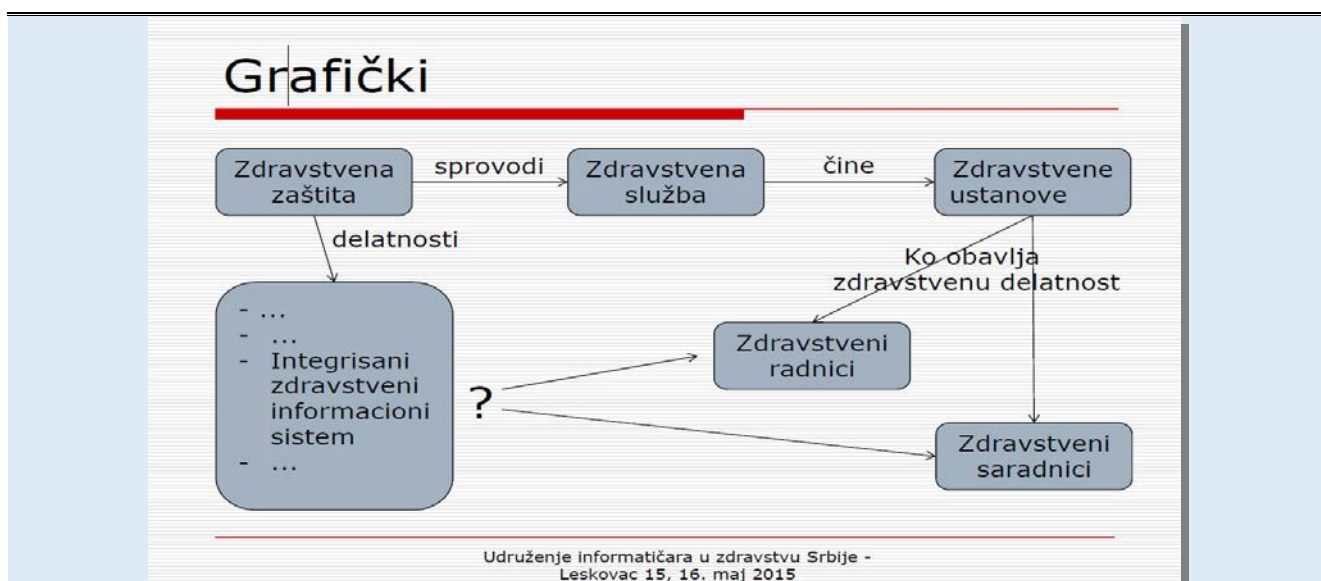 Grafički
Zdravstvena
zaštita
sprovodi
Zdravstvena
služba
čine
Zdravstvene
ustanove
delatnosti
Ko obavlja
zdravstvenu delatnost
- ...
- ...
- Integrisani
zdravstveni
informacioni
sistem
- ...
?
Zdravstveni
radnici
Zdravstveni
saradnici
Udruženje informatičara u zdravstvu Srbije -
Leskovac 15, 16. maj 2015